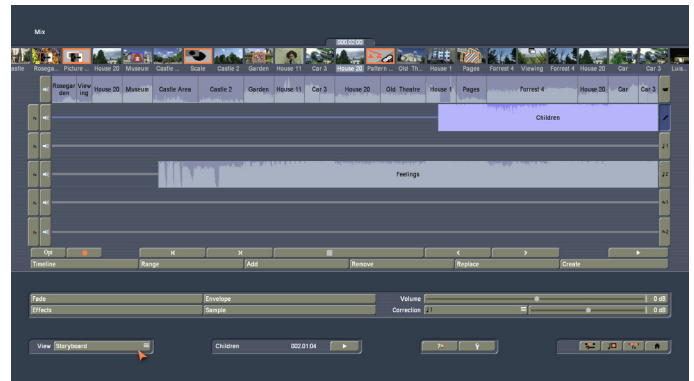 Mix
S00:02:00
astle Rosega... Picture ... House 20 Museum Castle ... Scale Castle 2 Garden House 11 Car 3 House 20 Pattern ... Old Th... House 1 Pages Forrest 4 Viewing Forrest 4 House 20 Car Car 3 Luis...
Rosegar den View ing House 20 Museum Castle Area Castle 2 Garden House 11 Car 3 House 20 Old Theatre House 1 Pages Forrest 4 House 20 Car Car 3
Children
Feelings
Opt
Timeline Range Add Remove Replace Create
Fade Envelope Volume 0 dB
Effects Sample Correction 1 0 dB
View Storyboard Children 002:01:04